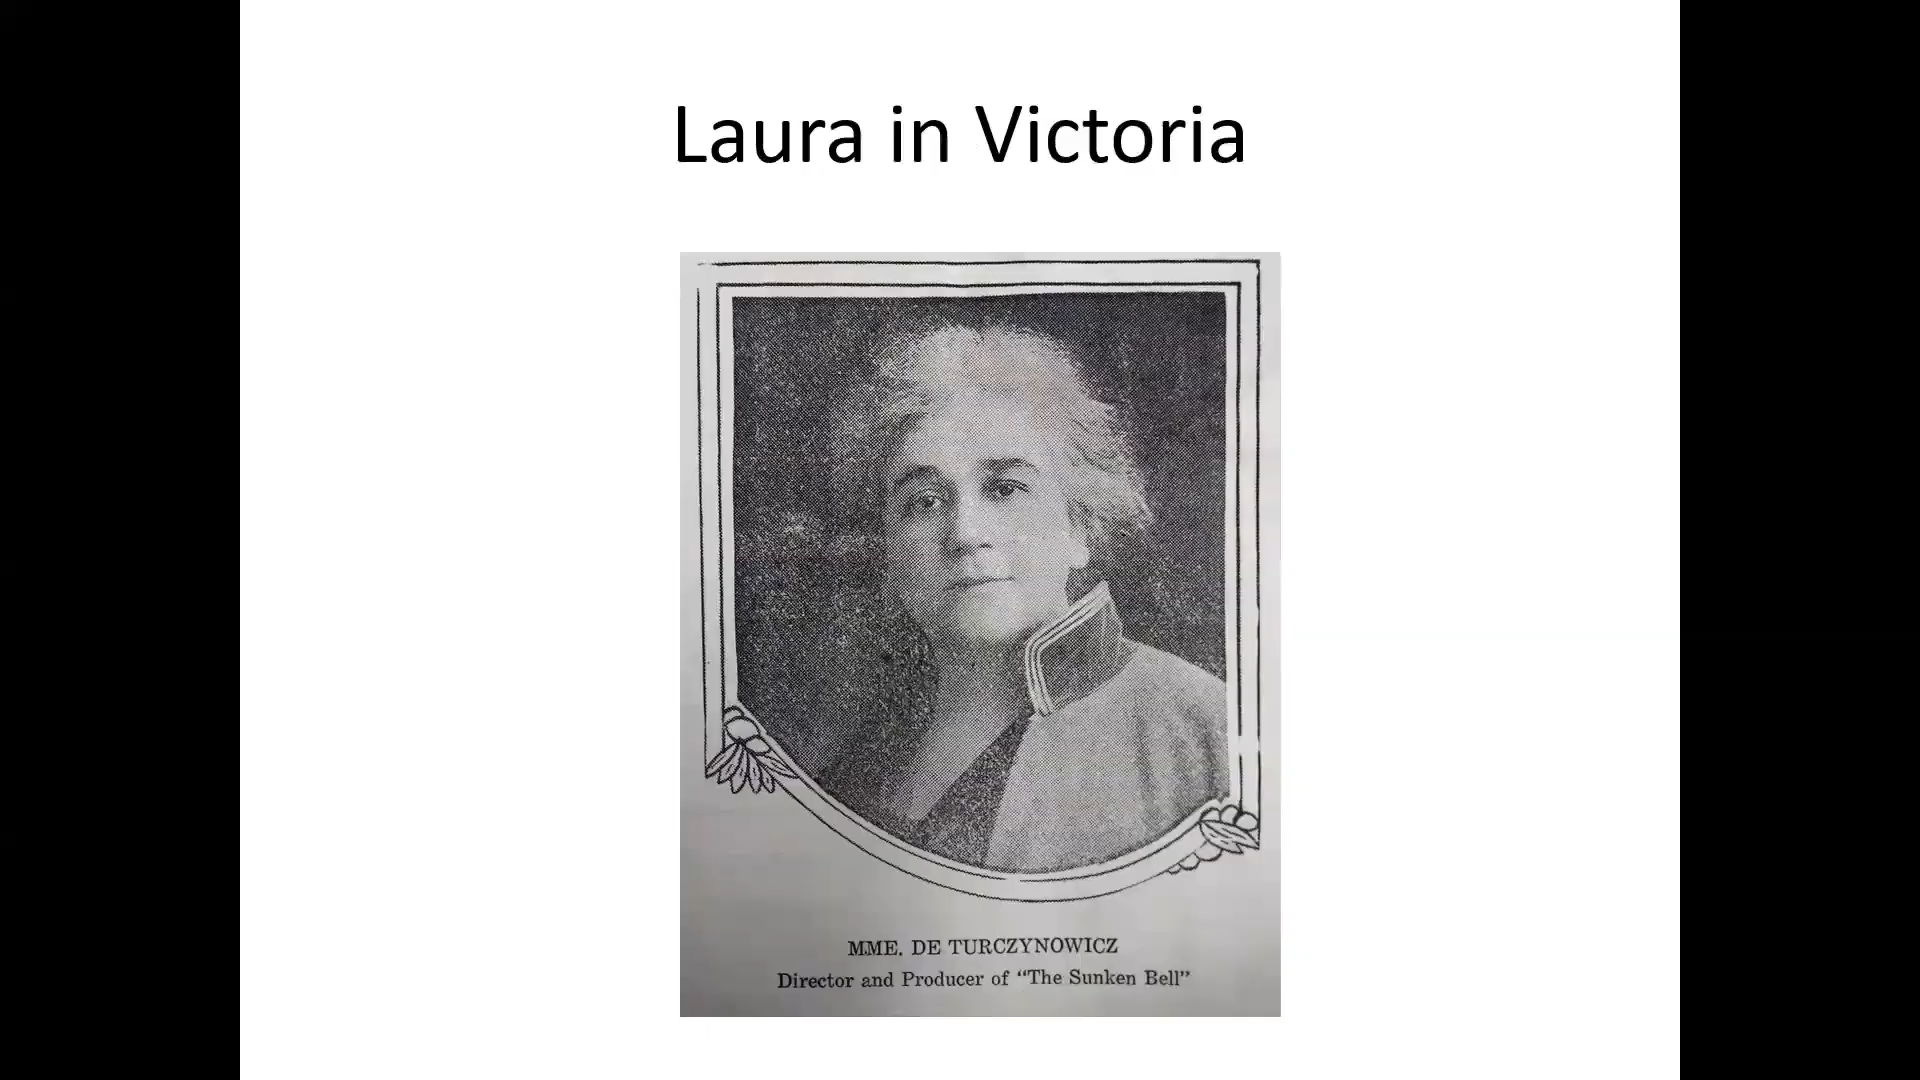 Laura in Victoria
MME. DE TURCZYNOWICZ
Director and Producer of “The Sunken Bell”